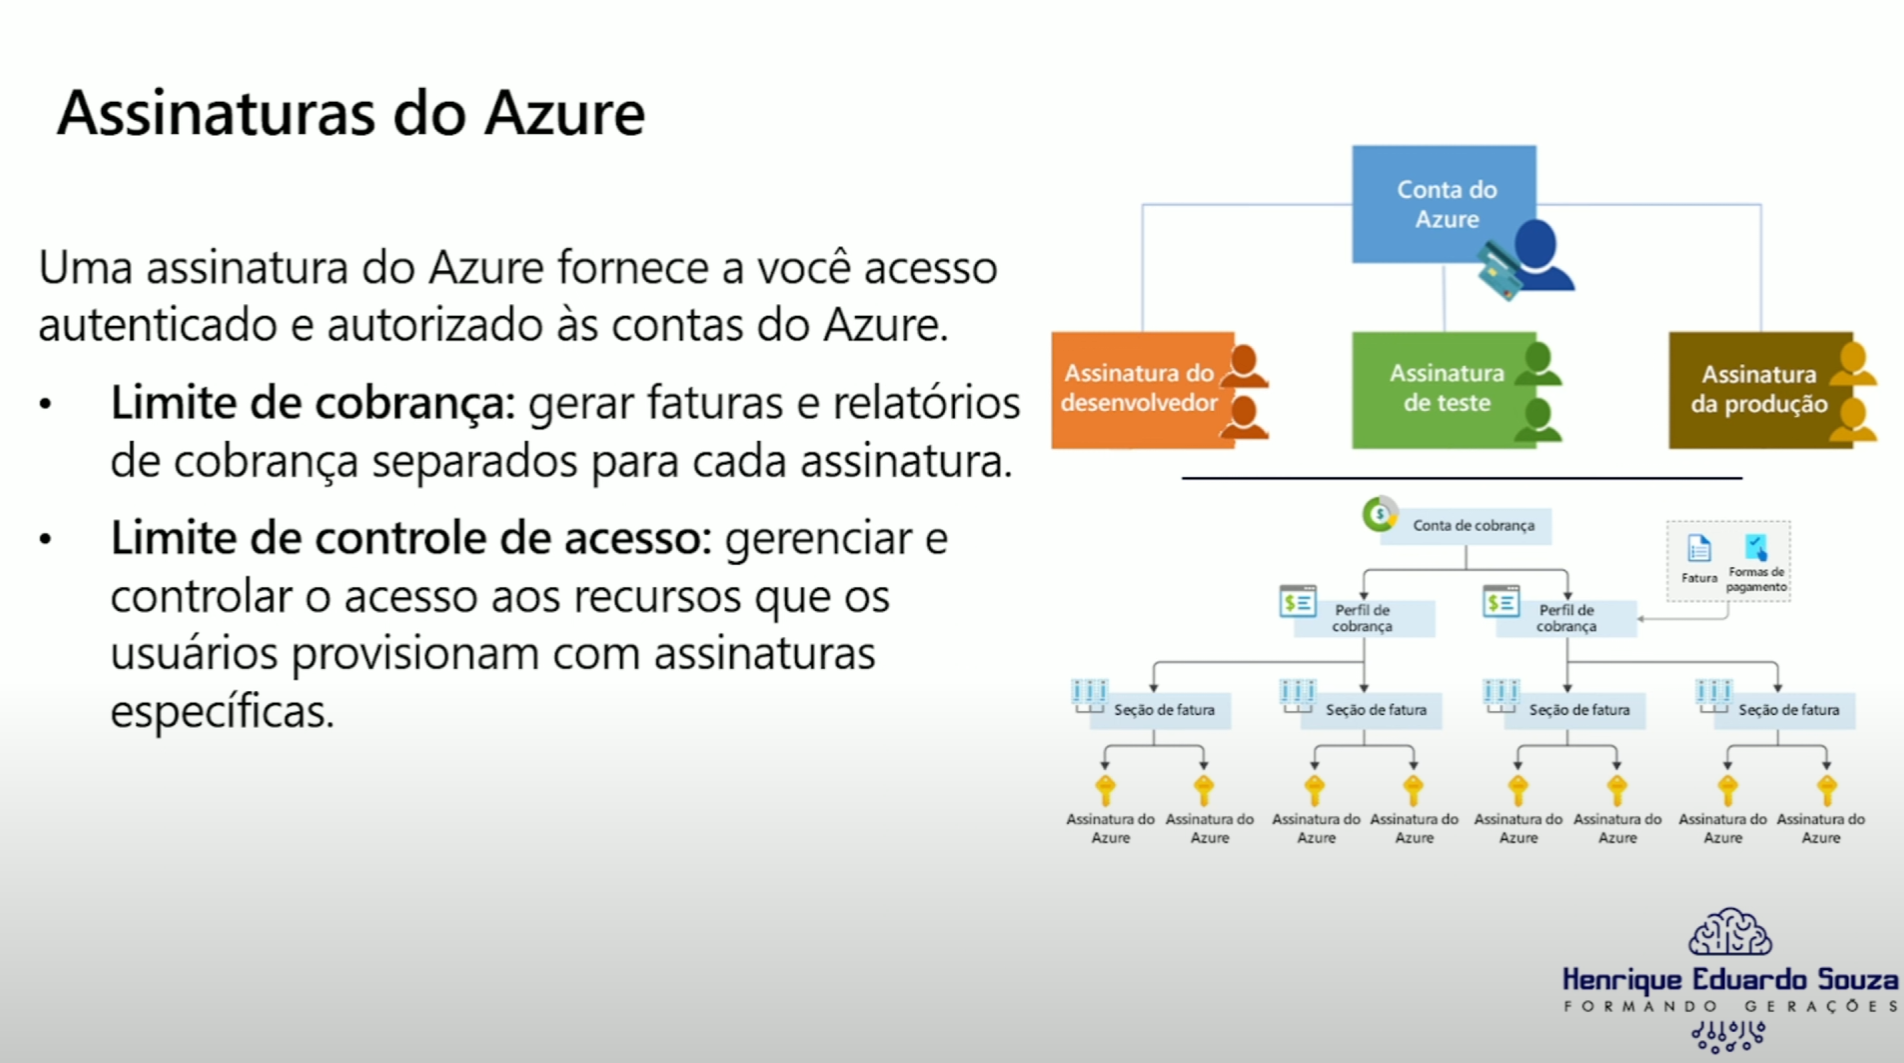 Assinaturas do Azure
Uma assinatura do Azure fornece a você acesso
autenticado e autorizado às contas do Azure.
• Limite de cobrança: gerar faturas e relatórios
de cobrança separados para cada assinatura.
• Limite de controle de acesso: gerenciar e
controlar o acesso aos recursos que os
usuários provisionam com assinaturas
específicas.
Conta do
Azure
Assinatura do
desenvolvedor
Assinatura
de teste
Assinatura
da produção
Conta de cobrança
Fatura
Formas de
pagamento
Perfil de
cobrança
Perfil de
cobrança
Seção de fatura
Seção de fatura
Seção de fatura
Seção de fatura
Assinatura do
Azure
Assinatura do
Azure
Assinatura do
Azure
Assinatura do
Azure
Assinatura do
Azure
Assinatura do
Azure
Assinatura do
Azure
Assinatura do
Azure
Henrique Eduardo Souza
FORMANDO GERAÇÕES